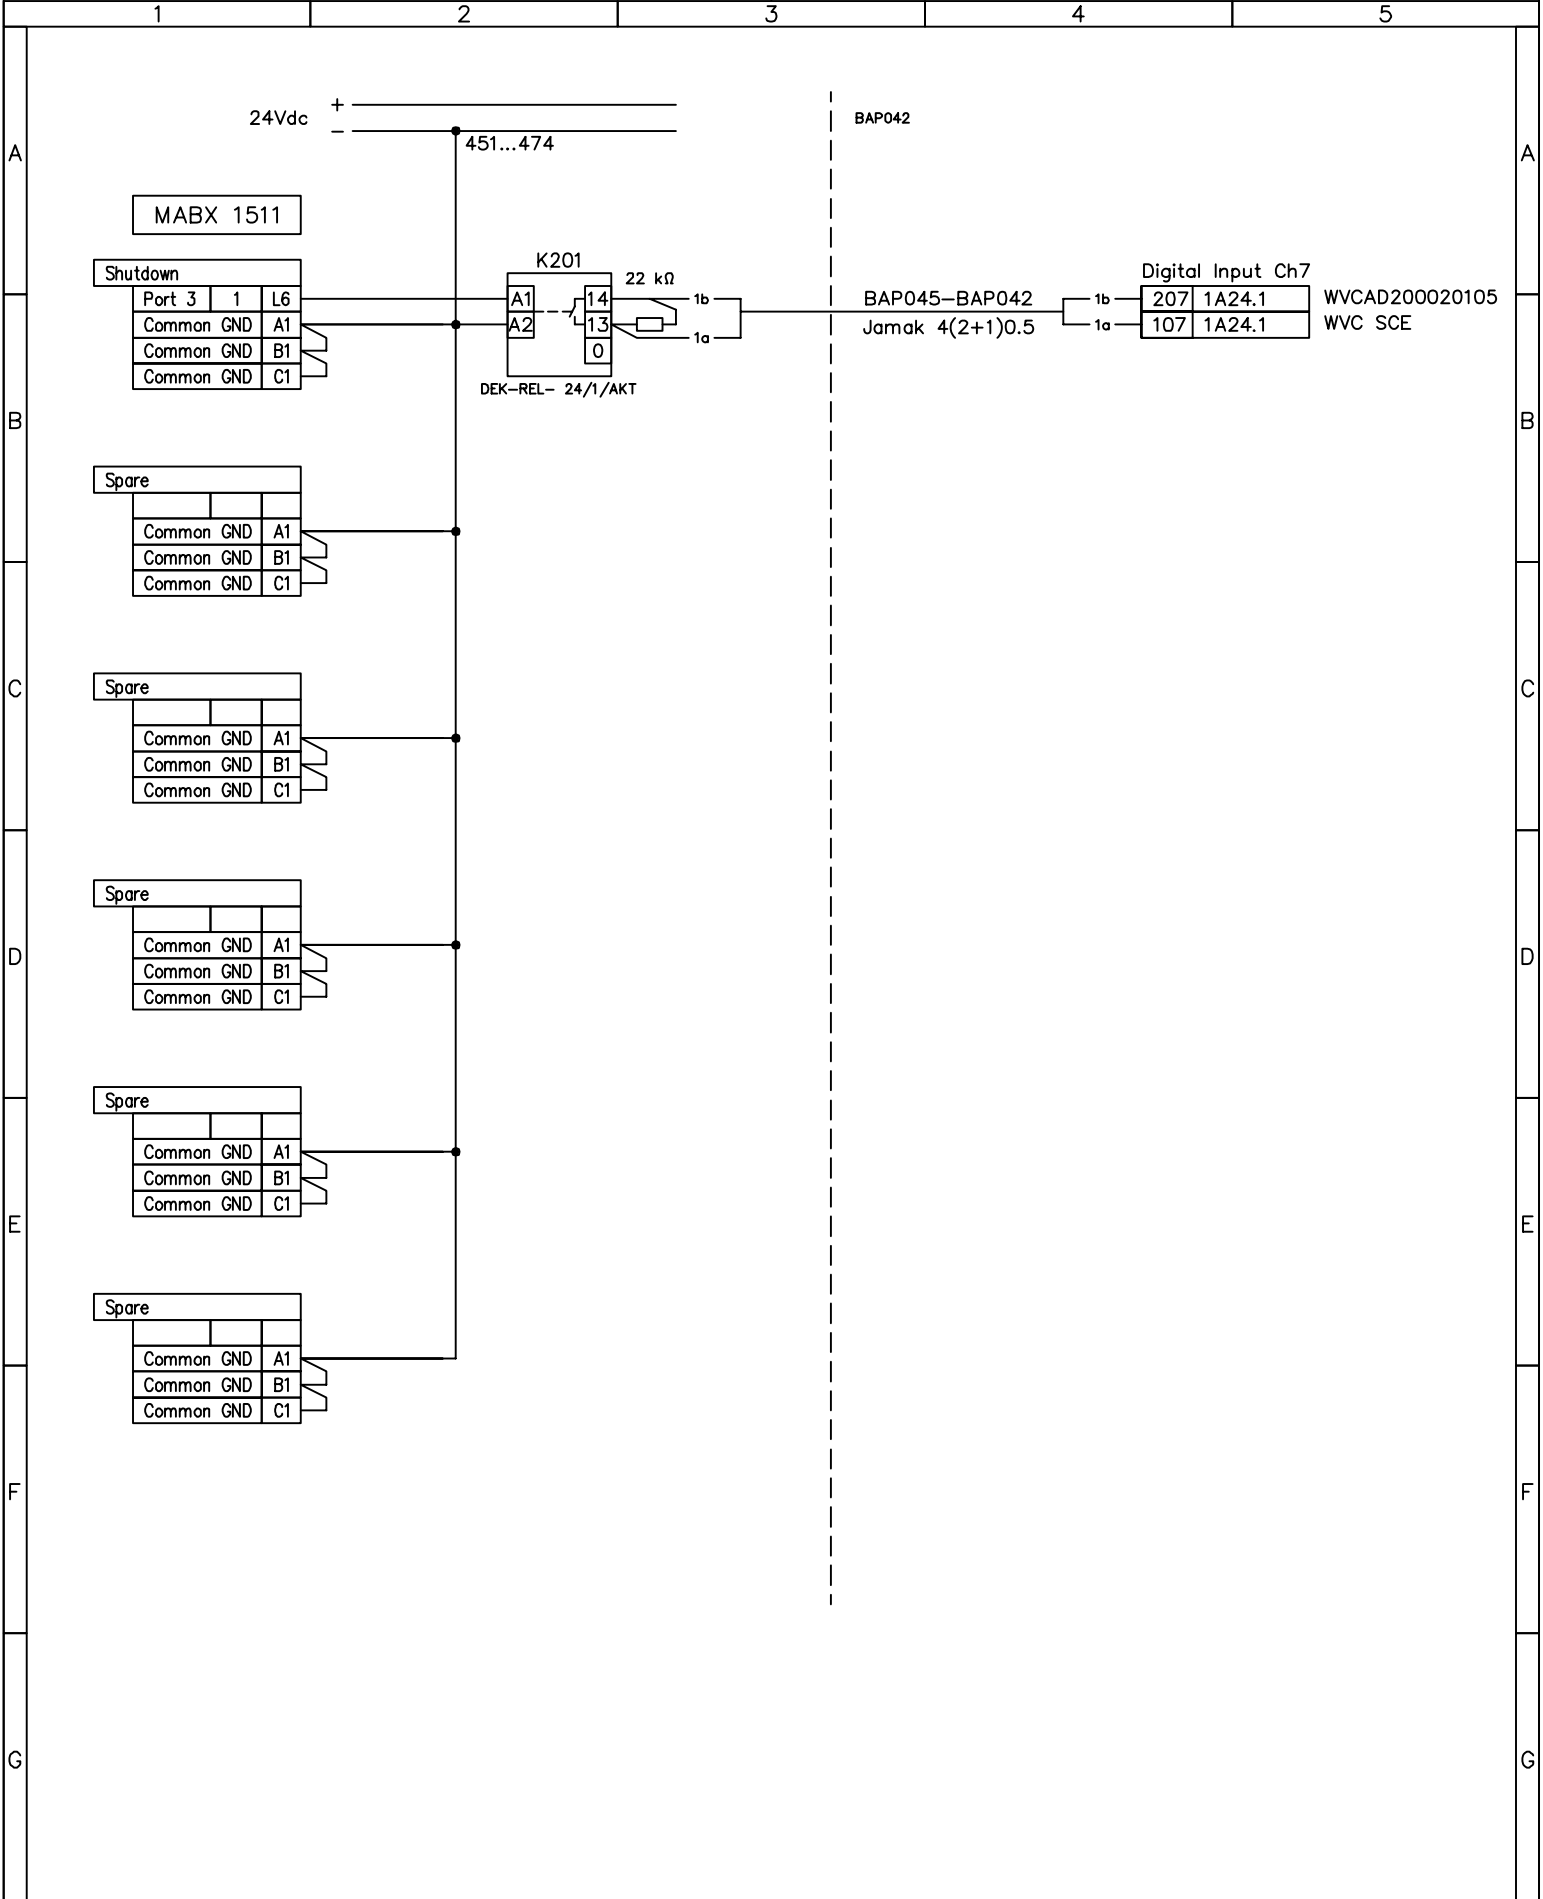 1 2 3 4 5
24Vdc + −
451...474
BAP042
A A
MABX 1511
Shutdown
Port 3 1 L6
Common GND A1
Common GND B1
Common GND C1
K201
A1 14
A2 13
0
DEK-REL- 24/1/AKT
22 kΩ
1b
1a
BAP045-BAP042
Jamak 4(2+1)0.5
1b
1a
Digital Input Ch7
207 1A24.1 WVCAD200020105
107 1A24.1 WVC SCE
B B
Spare
Common GND A1
Common GND B1
Common GND C1
C C
Spare
Common GND A1
Common GND B1
Common GND C1
Spare
Common GND A1
Common GND B1
Common GND C1
D D
Spare
Common GND A1
Common GND B1
Common GND C1
E E
Spare
Common GND A1
Common GND B1
Common GND C1
F F
G G